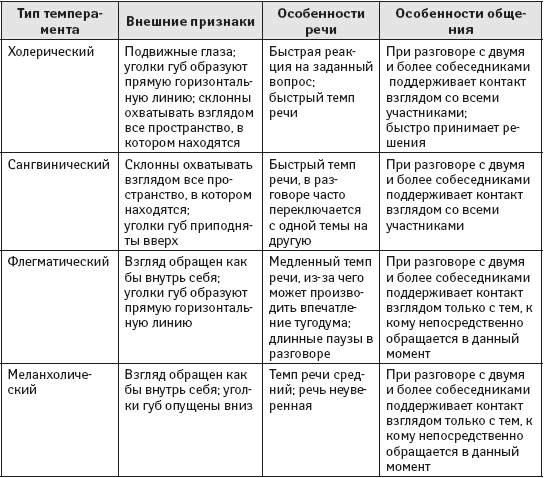 Тип темпера-
мента
Внешние признаки
Особенности
речи
Особенности обще-
ния
Холерический
Подвижные глаза;
уголки губ образуют
прямую горизонталь-
ную линию; склонны
охватывать взглядом
все пространство, в
котором находятся
Быстрая реак-
ция на заданный
вопрос;
быстрый темп
речи
При разговоре с двумя
и более собеседниками
поддерживает контакт
взглядом со всеми
участниками;
быстро принимает ре-
шения
Сангвинический
Склонны охватывать
взглядом все про-
странство, в котором
находятся;
уголки губ приподня-
ты вверх
Быстрый темп
речи, в раз-
говоре часто
переключается
с одной темы на
другую
При разговоре с двумя
и более собеседниками
поддерживает контакт
взглядом со всеми
участниками
Флегматический
Взгляд обращен как
бы внутрь себя;
уголки губ образуют
прямую горизонталь-
ную линию
Медленный темп
речи, из-за чего
может произво-
дить впечатле-
ние тугодума;
длинные паузы в
разговоре
При разговоре с двумя
и более собеседниками
поддерживает контакт
взглядом только с тем, к
кому непосредственно
обращается в данный
момент
Меланхоличе-
ский
Взгляд обращен как
бы внутрь себя; угол-
ки губ опущены вниз
Темп речи сред-
ний; речь неуве-
ренная
При разговоре с двумя
и более собеседниками
поддерживает контакт
взглядом только с тем, к
кому непосредственно
обращается в данный
момент